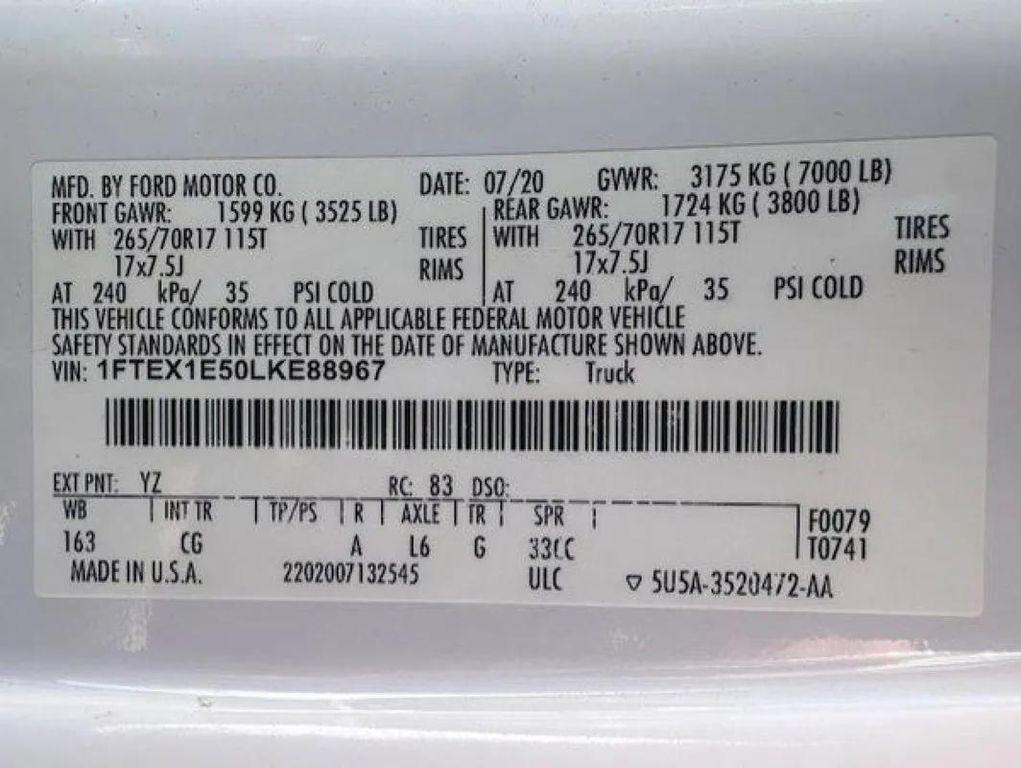 MFD. BY FORD MOTOR CO. DATE: 07/20 GVWR: 3175 KG ( 7000 LB)
FRONT GAWR: 1599 KG ( 3525 LB) REAR GAWR: 1724 KG ( 3800 LB)
WITH 265/70R17 115T TIRES WITH 265/70R17 115T TIRES
17x7.5J RIMS 17x7.5J RIMS
AT 240 kPa/ 35 PSI COLD AT 240 kPa/ 35 PSI COLD
THIS VEHICLE CONFORMS TO ALL APPLICABLE FEDERAL MOTOR VEHICLE
SAFETY STANDARDS IN EFFECT ON THE DATE OF MANUFACTURE SHOWN ABOVE.
VIN: 1FTEX1E50LKE88967 TYPE: Truck
EXT PNT: YZ RC: 83 DSO:
WB INT TR TP/PS R AXLE TR SPR F0079
163 CG A L6 G 33CC T0741
MADE IN U.S.A. 2202007132545 ULC ▽ 5U5A-3520472-AA